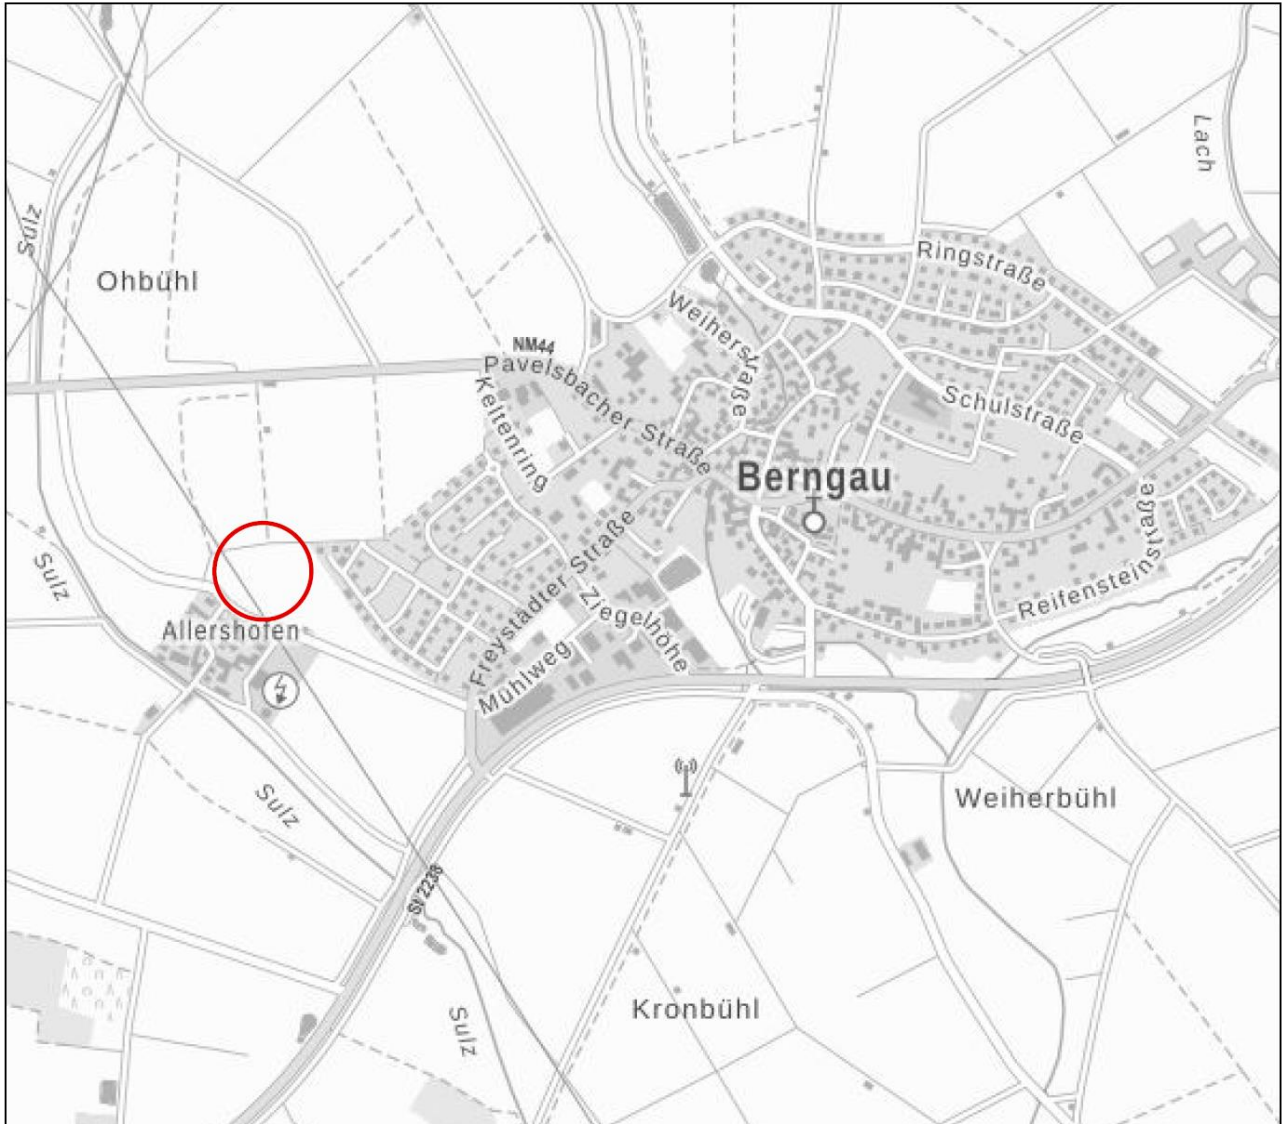 Lach
Sulz
Ohbühl
Ringstraße
Weiherstraße
NM44
Pavelsbacher Straße
Keltenring
Schulstraße
Berngau
Freystädter Straße
Reifensteinstraße
Sulz
Ziegelhöhe
Allershofen
Mühlweg
Sulz
Weiherbühl
St 2238
Kronbühl
Sulz